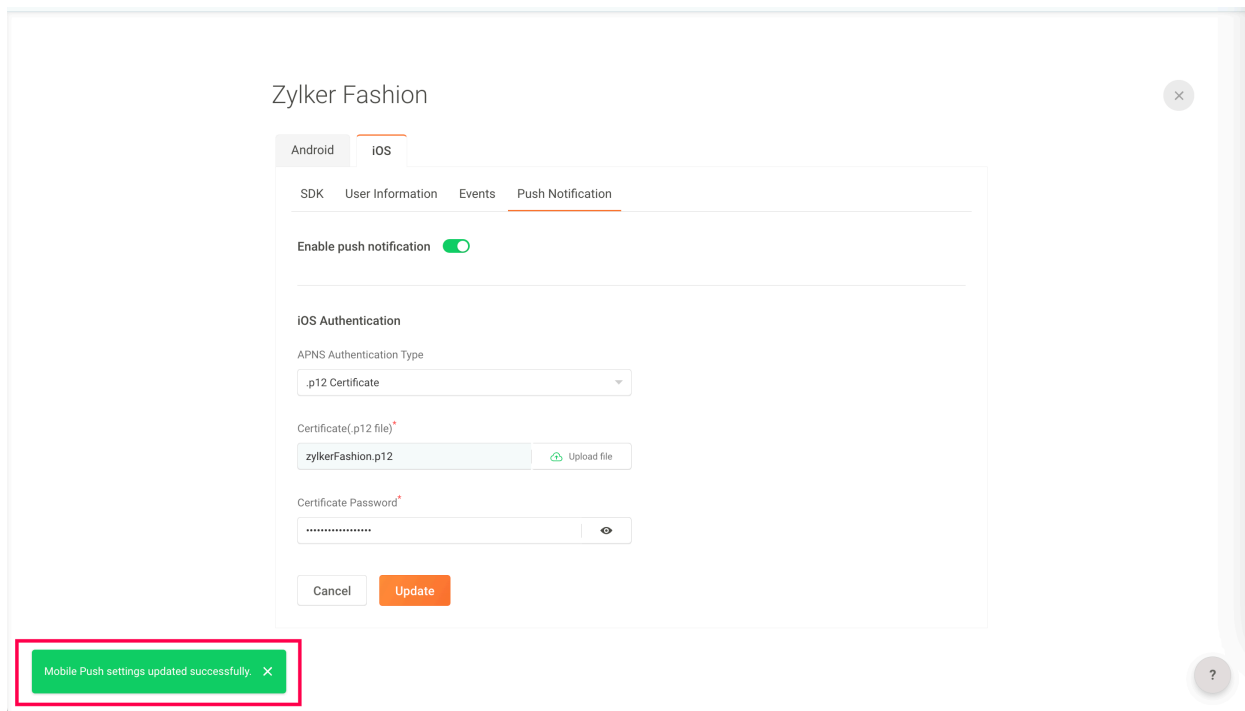 Zylker Fashion
Android iOS
SDK User Information Events Push Notification
Enable push notification
iOS Authentication
APNS Authentication Type
.p12 Certificate
Certificate(.p12 file)*
zylkerFashion.p12 Upload file
Certificate Password*
••••••••••••••••••
Cancel Update
Mobile Push settings updated successfully. ×
?